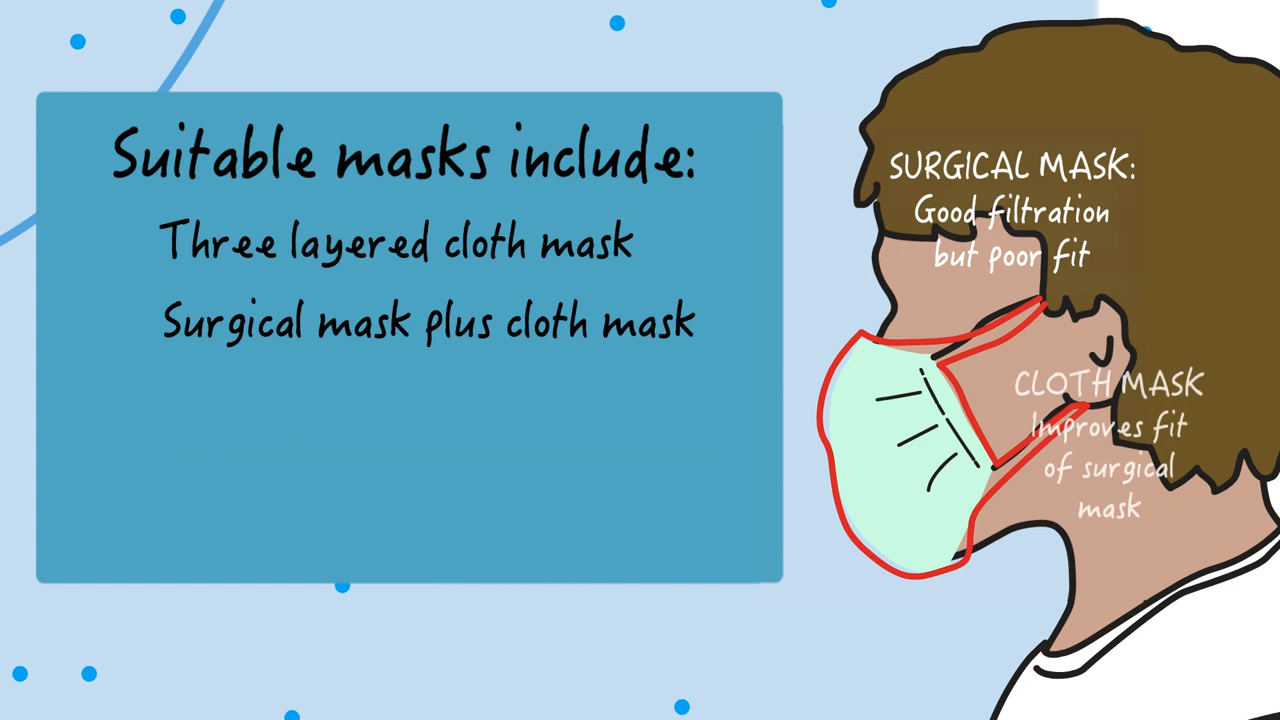 Suitable masks include:
Three layered cloth mask
Surgical mask plus cloth mask
SURGICAL MASK:
Good filtration
but poor fit
CLOTH MASK
Improves fit
of surgical
mask